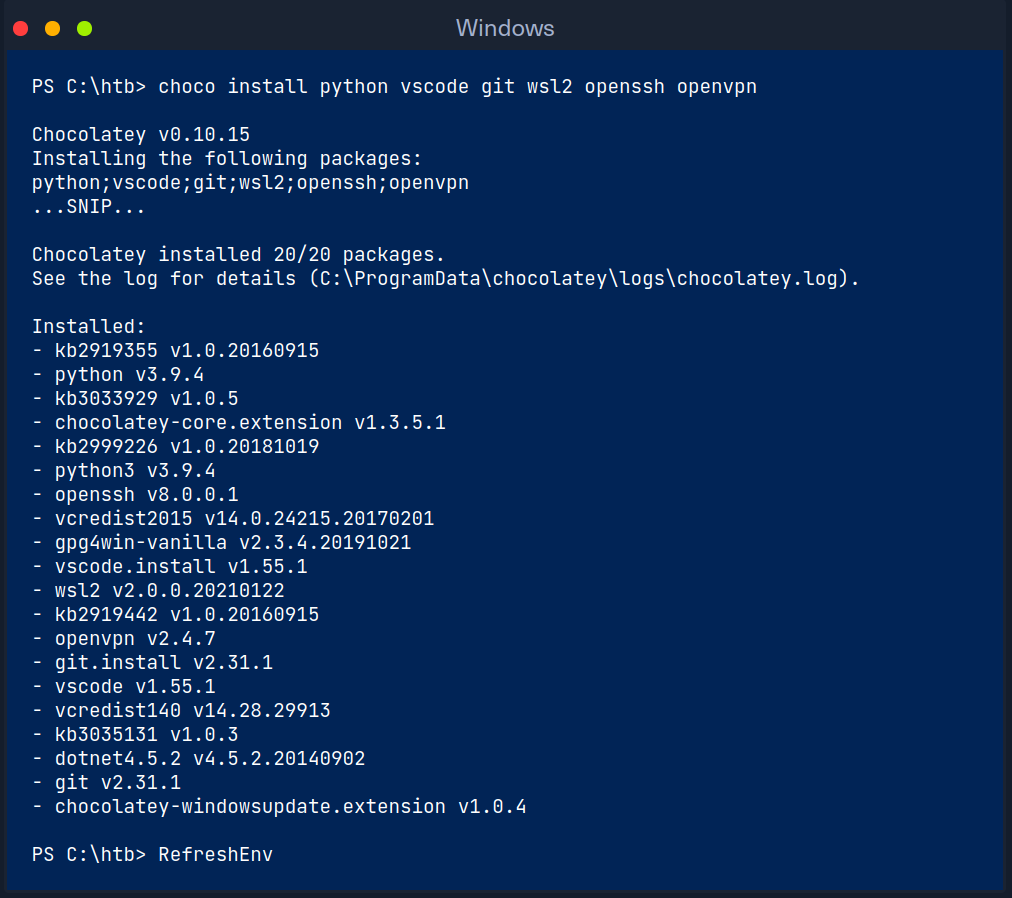 Windows
PS C:\htb> choco install python vscode git wsl2 openssh openvpn
Chocolatey v0.10.15
Installing the following packages:
python;vscode;git;wsl2;openssh;openvpn
...SNIP...
Chocolatey installed 20/20 packages.
See the log for details (C:\ProgramData\chocolatey\logs\chocolatey.log).
Installed:
- kb2919355 v1.0.20160915
- python v3.9.4
- kb3033929 v1.0.5
- chocolatey-core.extension v1.3.5.1
- kb2999226 v1.0.20181019
- python3 v3.9.4
- openssh v8.0.0.1
- vcredist2015 v14.0.24215.20170201
- gpg4win-vanilla v2.3.4.20191021
- vscode.install v1.55.1
- wsl2 v2.0.0.20210122
- kb2919442 v1.0.20160915
- openvpn v2.4.7
- git.install v2.31.1
- vscode v1.55.1
- vcredist140 v14.28.29913
- kb3035131 v1.0.3
- dotnet4.5.2 v4.5.2.20140902
- git v2.31.1
- chocolatey-windowsupdate.extension v1.0.4
PS C:\htb> RefreshEnv